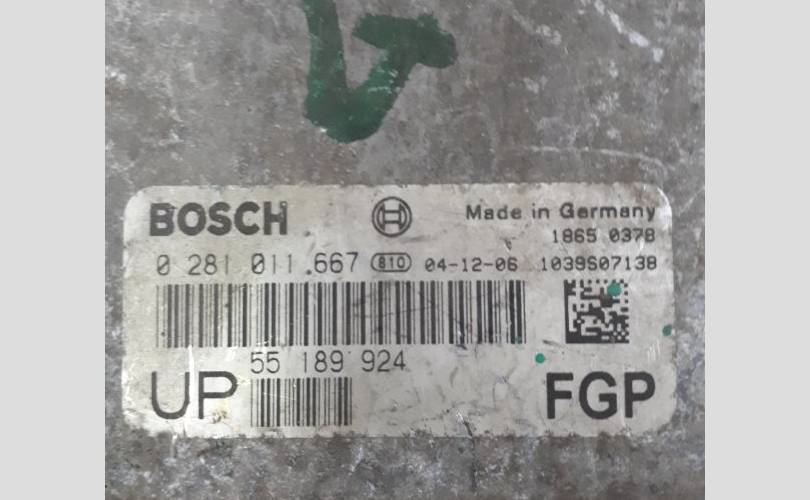 BOSCH
Made in Germany
1865 0378
0 281 011 667 810 04-12-06 1039S07138
55 189 924
UP
FGP